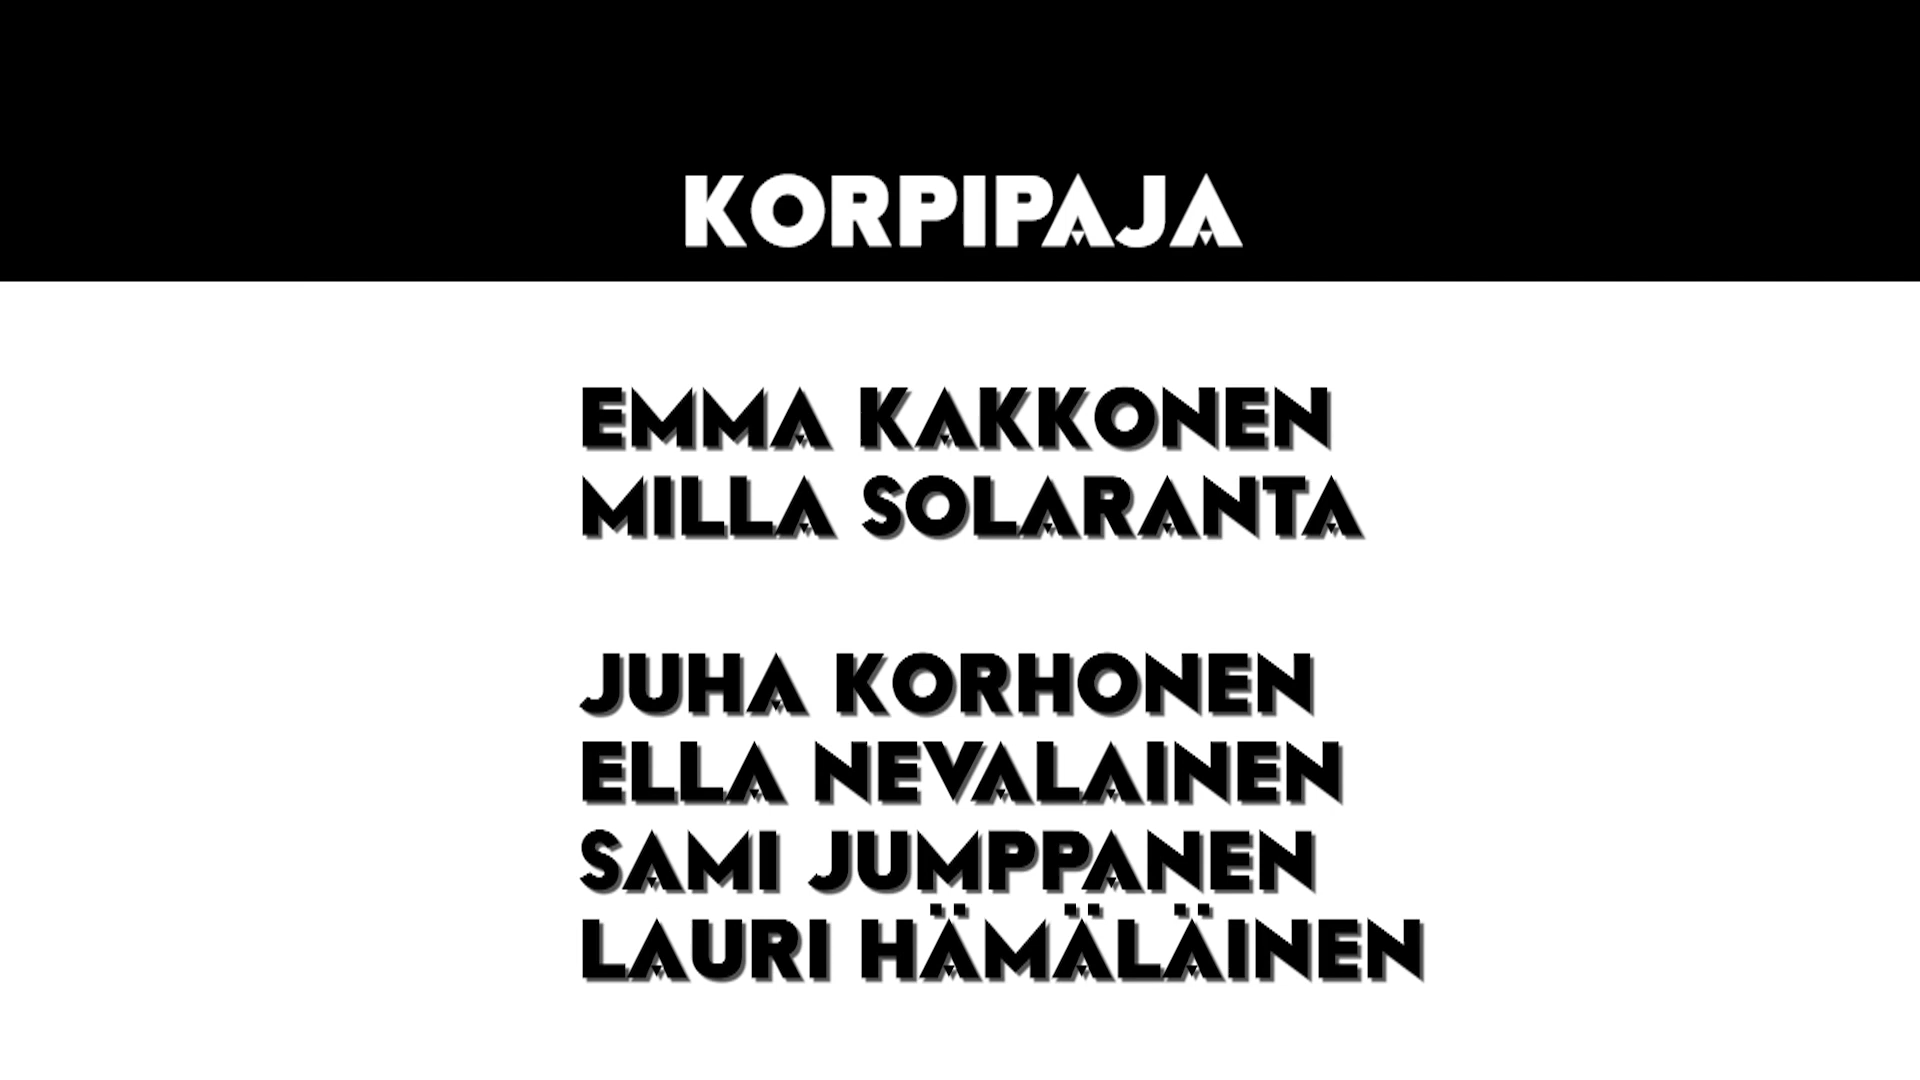 KORPIPAJA
EMMA KAKKONEN
MILLA SOLARANTA
JUHA KORHONEN
ELLA NEVALAINEN
SAMI JUMPPANEN
LAURI HÄMÄLÄINEN